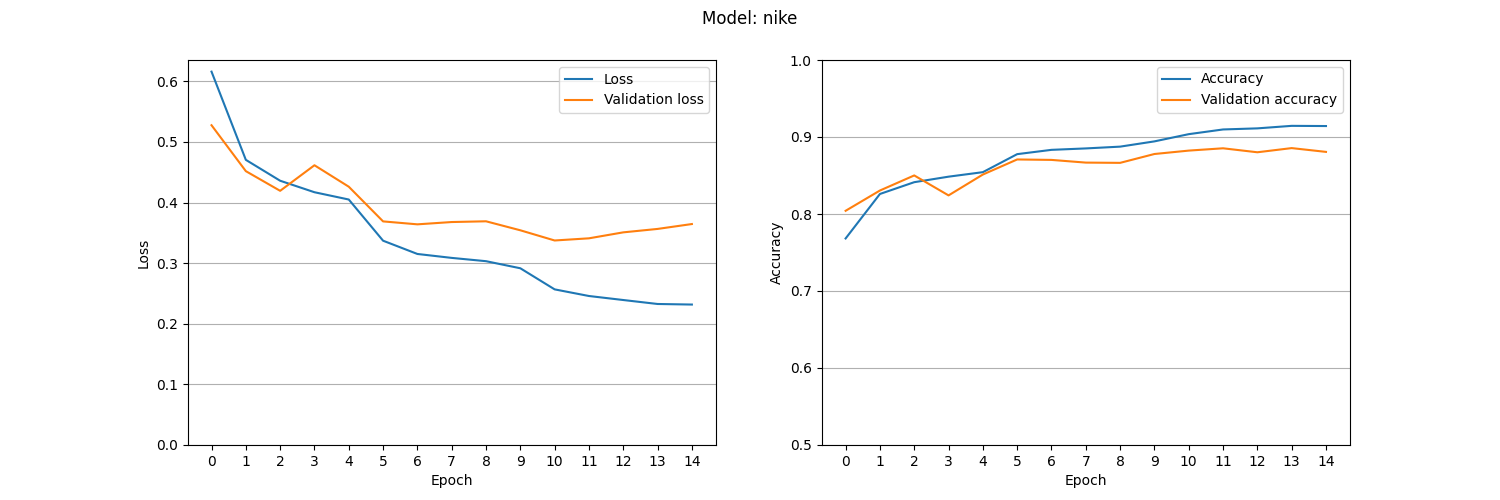 Model: nike
Loss
Validation loss
0.6
0.5
0.4
0.3
0.2
0.1
0.0
Loss
0 1 2 3 4 5 6 7 8 9 10 11 12 13 14
Epoch
Accuracy
Validation accuracy
1.0
0.9
0.8
0.7
0.6
0.5
Accuracy
0 1 2 3 4 5 6 7 8 9 10 11 12 13 14
Epoch